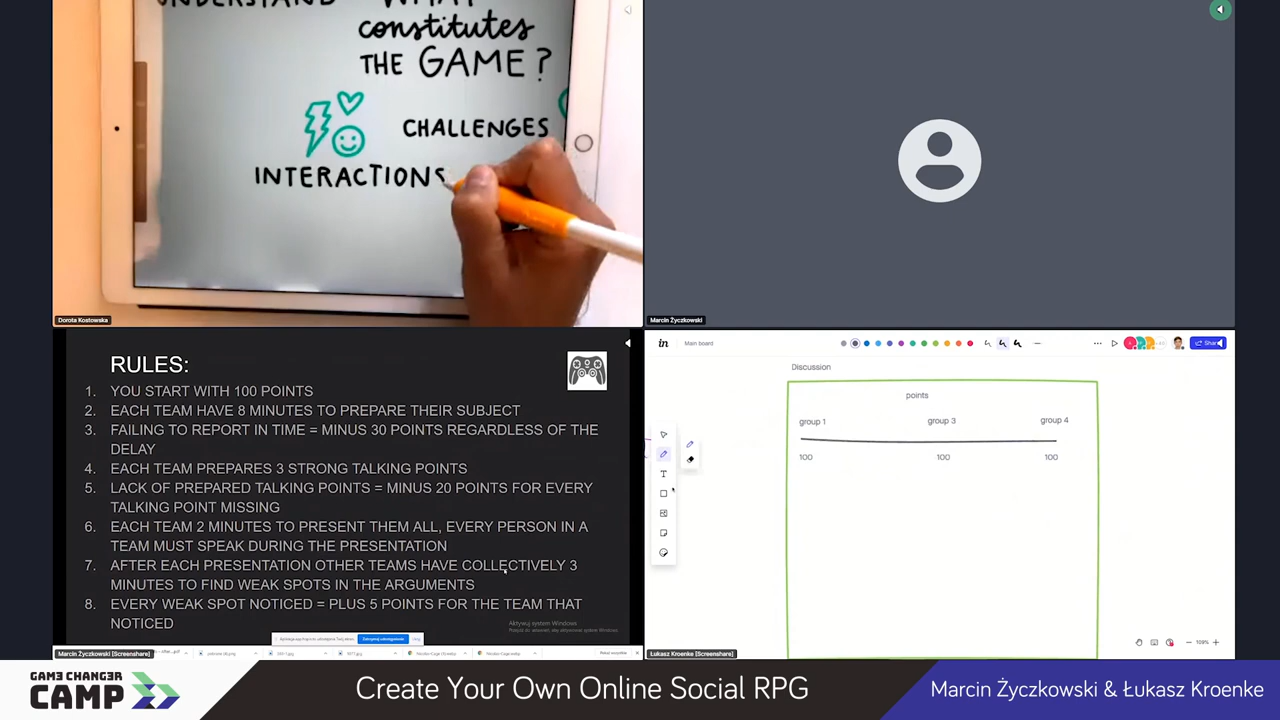 UNDERSTAND WHAT
constitutes
THE GAME?
CHALLENGES
INTERACTIONS
Dorota Kostowska
Marcin Życzkowski
RULES:
1. YOU START WITH 100 POINTS
2. EACH TEAM HAVE 8 MINUTES TO PREPARE THEIR SUBJECT
3. FAILING TO REPORT IN TIME = MINUS 30 POINTS REGARDLESS OF THE
DELAY
4. EACH TEAM PREPARES 3 STRONG TALKING POINTS
5. LACK OF PREPARED TALKING POINTS = MINUS 20 POINTS FOR EVERY
TALKING POINT MISSING
6. EACH TEAM 2 MINUTES TO PRESENT THEM ALL, EVERY PERSON IN A
TEAM MUST SPEAK DURING THE PRESENTATION
7. AFTER EACH PRESENTATION OTHER TEAMS HAVE COLLECTIVELY 3
MINUTES TO FIND WEAK SPOTS IN THE ARGUMENTS
8. EVERY WEAK SPOT NOTICED = PLUS 5 POINTS FOR THE TEAM THAT
NOTICED
Aktywuj system Windows
Marcin Życzkowski [Screenshare]
in Main board
Shar
Discussion
points
group 1 group 3 group 4
100 100 100
T
109%
Łukasz Kroenke [Screenshare]
GAME CHANGER
CAMP
Create Your Own Online Social RPG
Marcin Życzkowski & Łukasz Kroenke